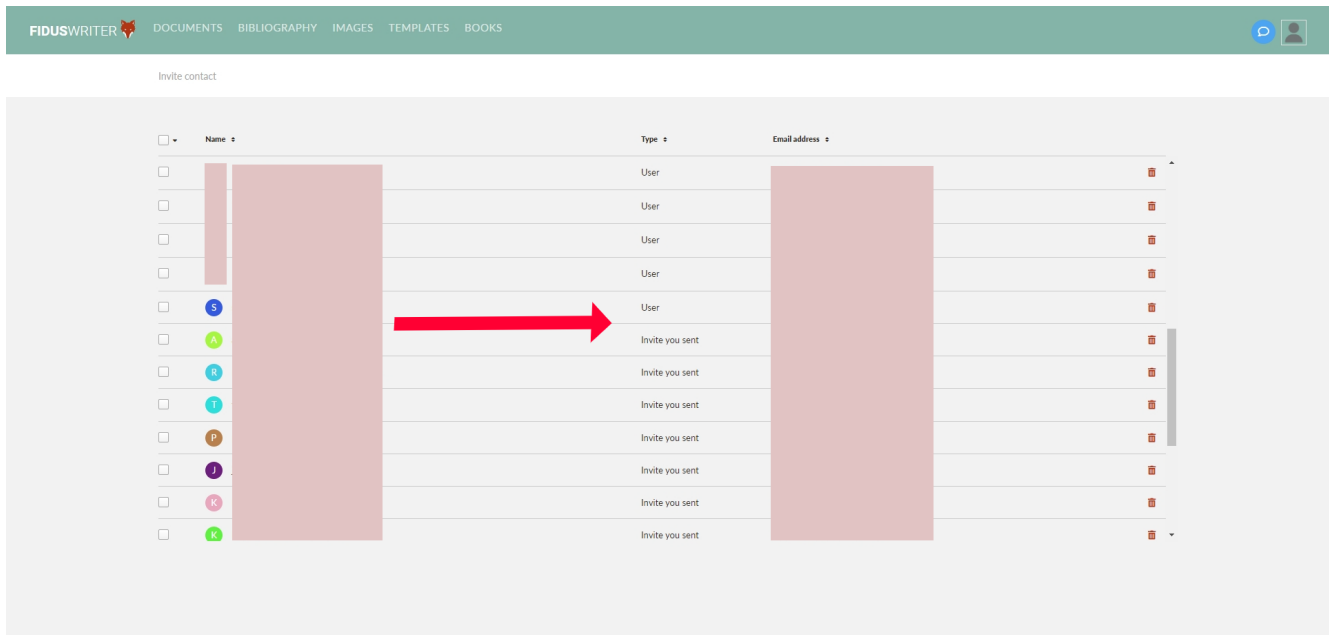 FIDUSWRITER DOCUMENTS BIBLIOGRAPHY IMAGES TEMPLATES BOOKS
Invite contact
Name Type Email address
User
User
User
User
S User
A Invite you sent
R Invite you sent
T Invite you sent
P Invite you sent
J Invite you sent
K Invite you sent
K Invite you sent